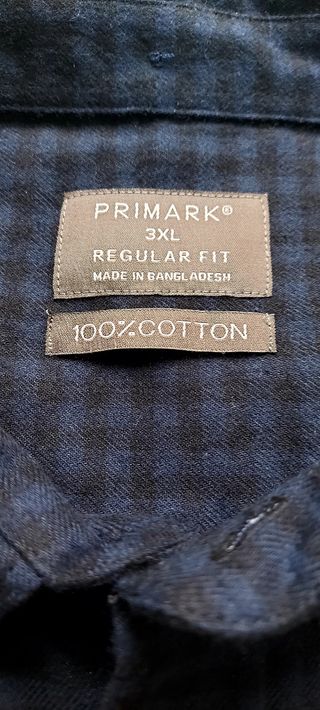 PRIMARK®
3XL
REGULAR FIT
MADE IN BANGLADESH
100%COTTON